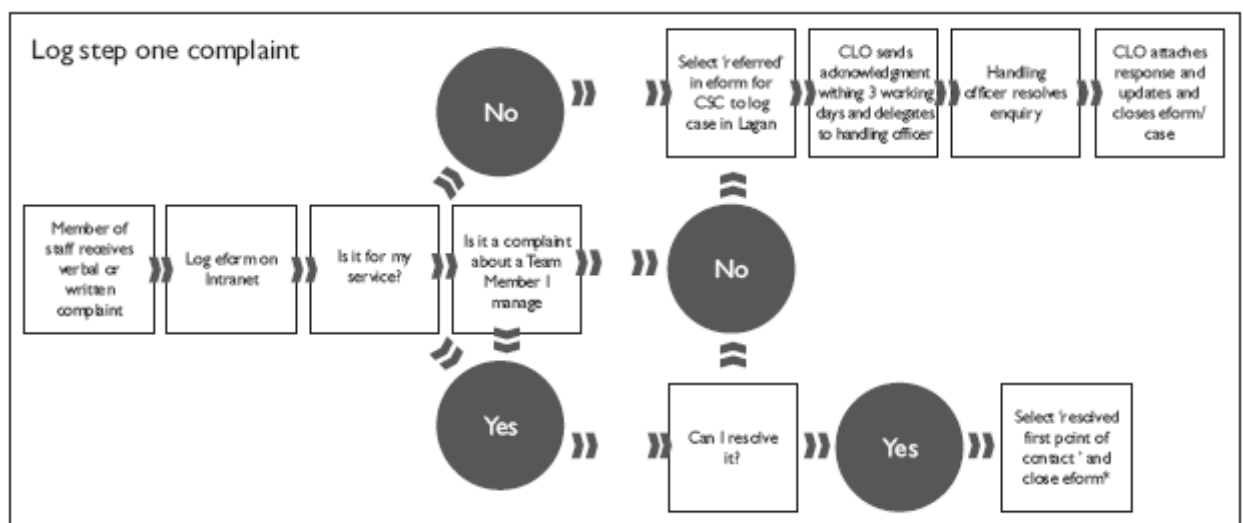 Log step one complaint
No
Select 'referred'
in eform for
CSC to log
case in Lagan
CLO sends
acknowledgment
withing 3 working
days and delegates
to handling officer
Handling
officer resolves
enquiry
CLO attaches
response and
updates and
closes eform/
case
Member of
staff receives
verbal or
written
complaint
Log eform on
Intranet
Is it for my
service?
Is it a complaint
about a Team
Member I
manage
No
Yes
Can I resolve
it?
Yes
Select 'resolved
first point of
contact ' and
close eform*